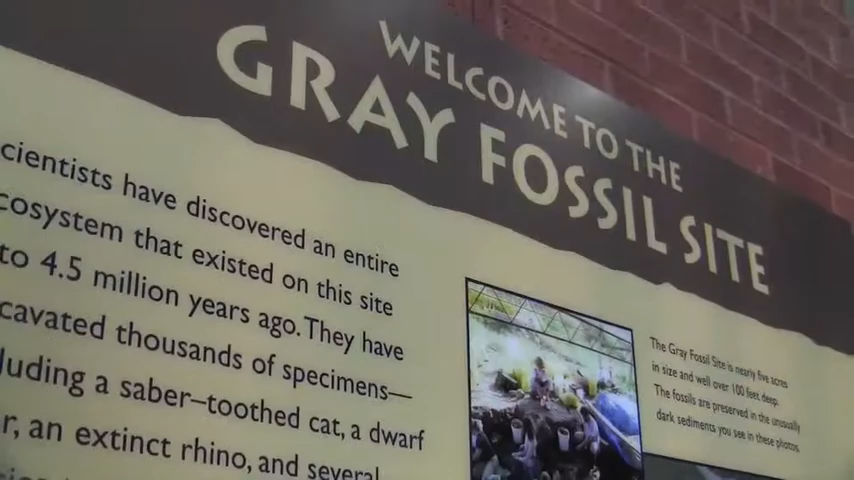 WELCOME TO THE
GRAY FOSSIL SITE
cientists have discovered an entire
cosystem that existed on this site
to 4.5 million years ago. They have
cavated thousands of specimens—
luding a saber–toothed cat, a dwarf
r, an extinct rhino, and several
The Gray Fossil Site is nearly five acres
in size and well over 100 feet deep.
The fossils are preserved in the unusually
dark sediments you see in these photos.